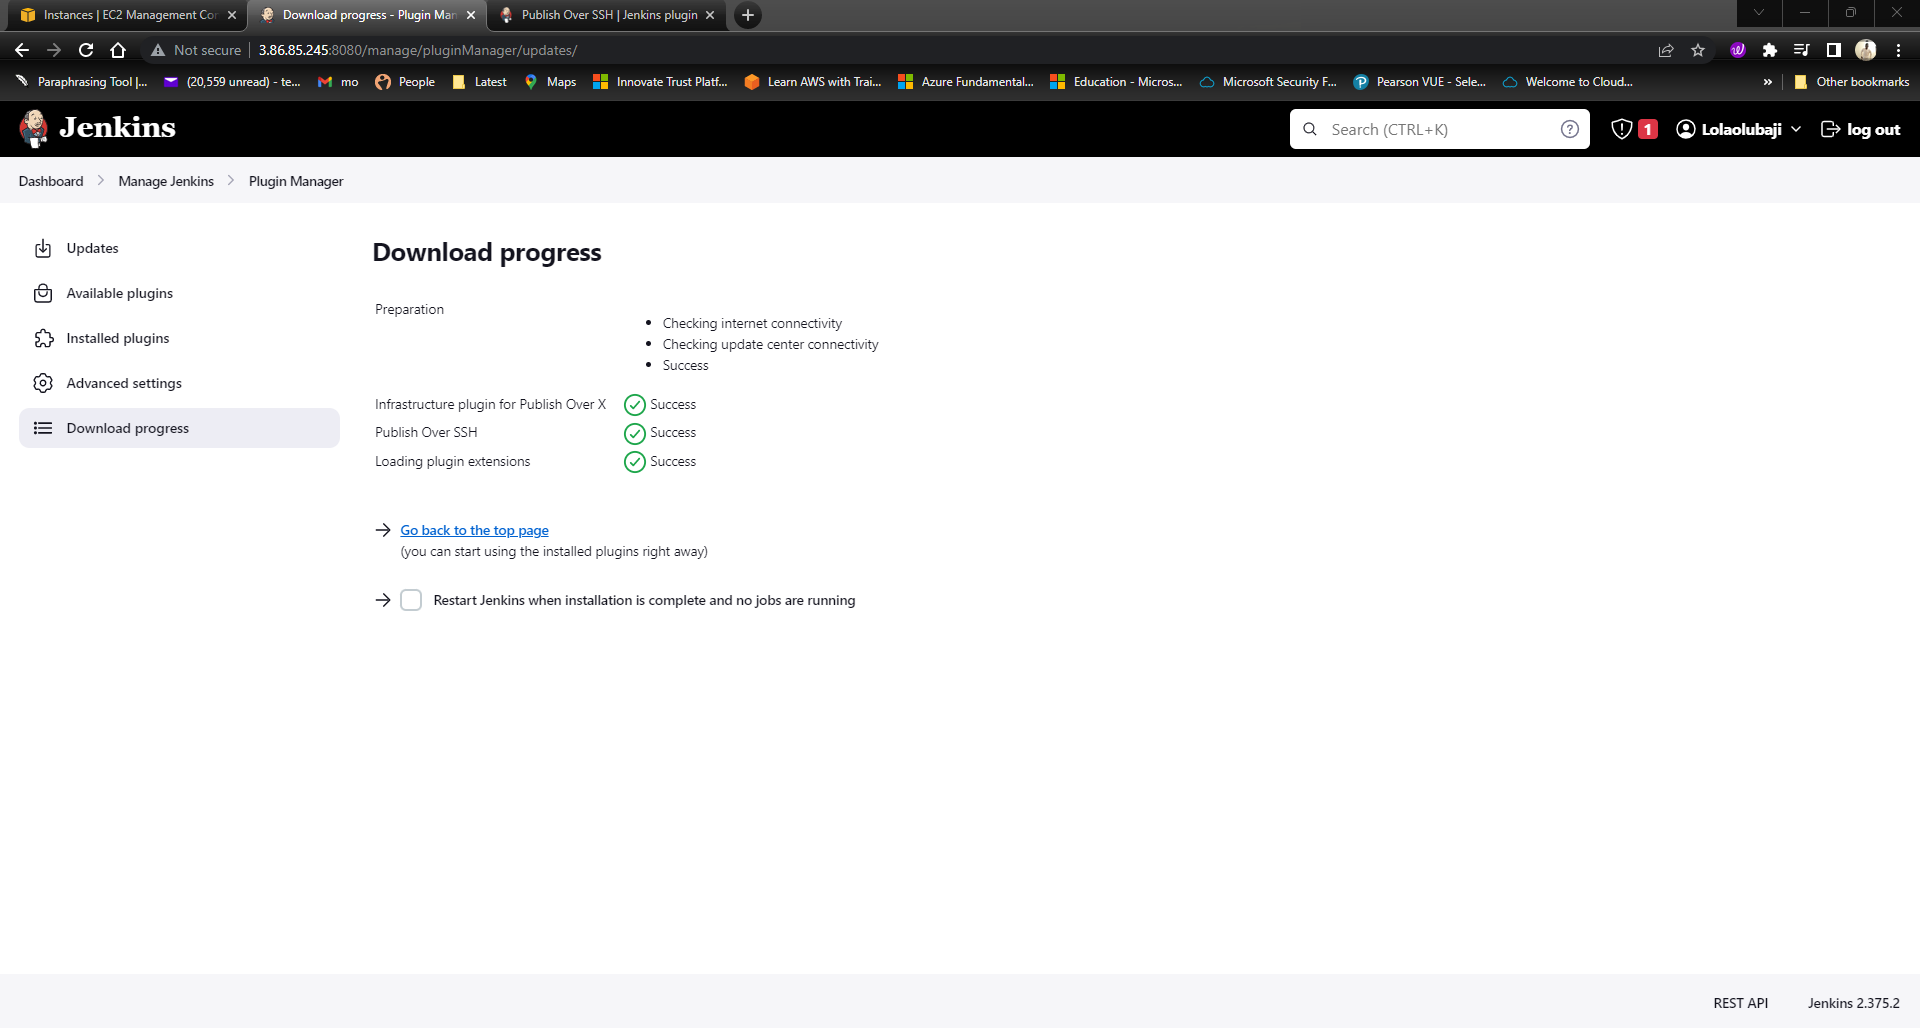 Instances | EC2 Management Con
Download progress - Plugin Man
Publish Over SSH | Jenkins plugin
Not secure
3.86.85.245:8080/manage/pluginManager/updates/
Paraphrasing Tool |...
(20,559 unread) - te...
mo
People
Latest
Maps
Innovate Trust Platf...
Learn AWS with Trai...
Azure Fundamental...
Education - Micros...
Microsoft Security F...
Pearson VUE - Sele...
Welcome to Cloud...
»
Other bookmarks
Jenkins
Search (CTRL+K)
1
Lolaolubaji
log out
Dashboard
Manage Jenkins
Plugin Manager
Updates
Available plugins
Installed plugins
Advanced settings
Download progress
Download progress
Preparation
Checking internet connectivity
Checking update center connectivity
Success
Infrastructure plugin for Publish Over X Success
Publish Over SSH Success
Loading plugin extensions Success
Go back to the top page
(you can start using the installed plugins right away)
Restart Jenkins when installation is complete and no jobs are running
REST API
Jenkins 2.375.2